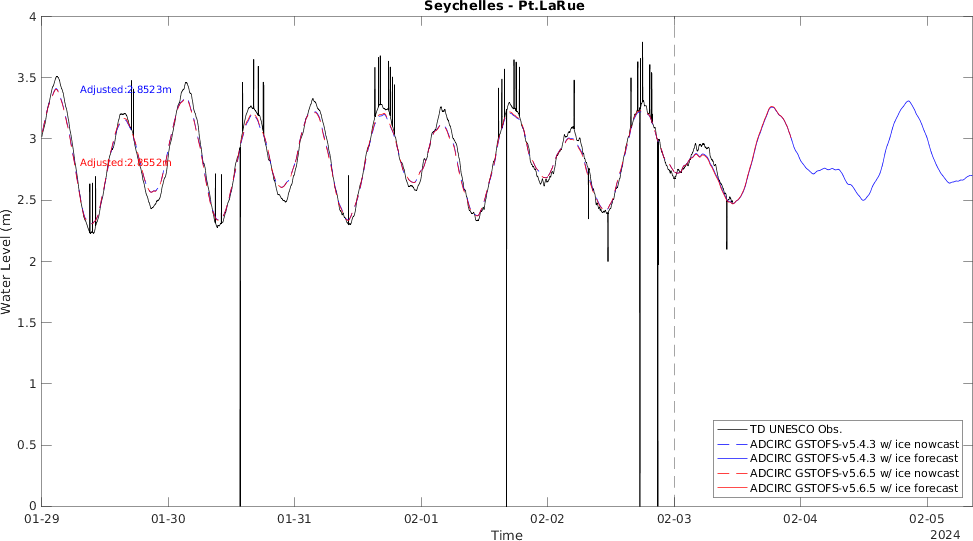 Seychelles - Pt.LaRue
4
3.5
3
2.5
2
1.5
1
0.5
0
Water Level (m)
Adjusted:2.8523m
Adjusted:2.8552m
TD UNESCO Obs.
ADCIRC GSTOFS-v5.4.3 w/ ice nowcast
ADCIRC GSTOFS-v5.4.3 w/ ice forecast
ADCIRC GSTOFS-v5.6.5 w/ ice nowcast
ADCIRC GSTOFS-v5.6.5 w/ ice forecast
01-29 01-30 01-31 02-01 02-02 02-03 02-04 02-05
Time
2024